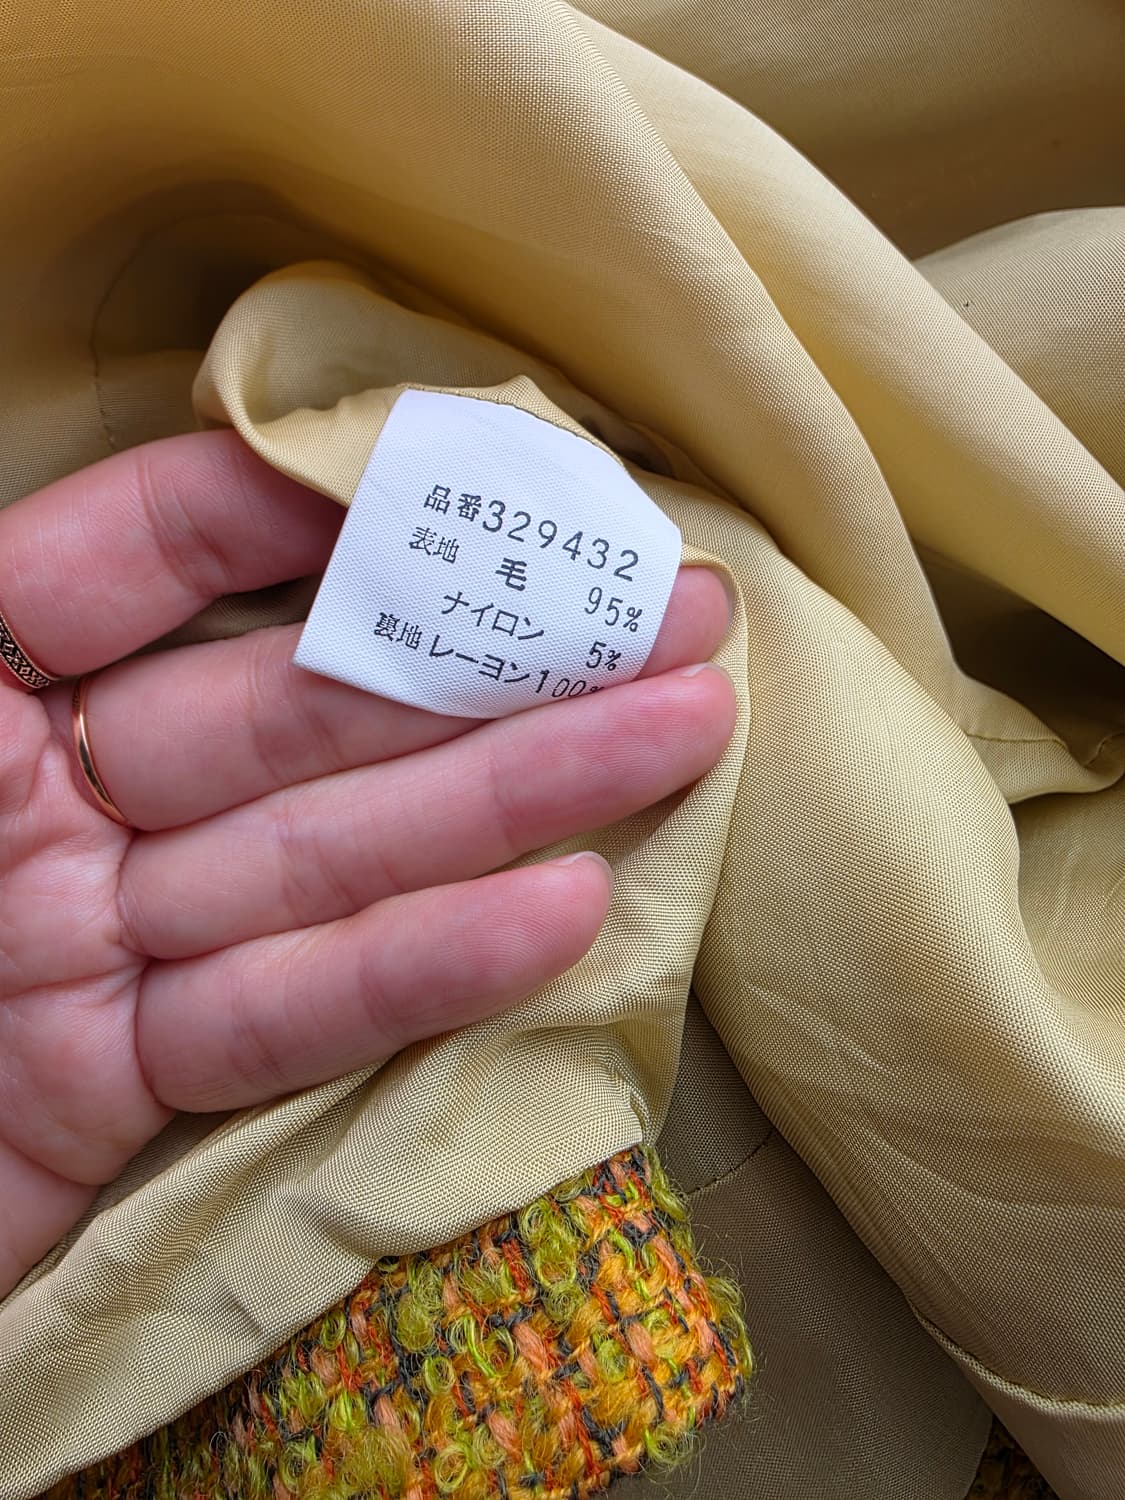 品番329432
表地 毛 95%
ナイロン 5%
裏地 レーヨン100%